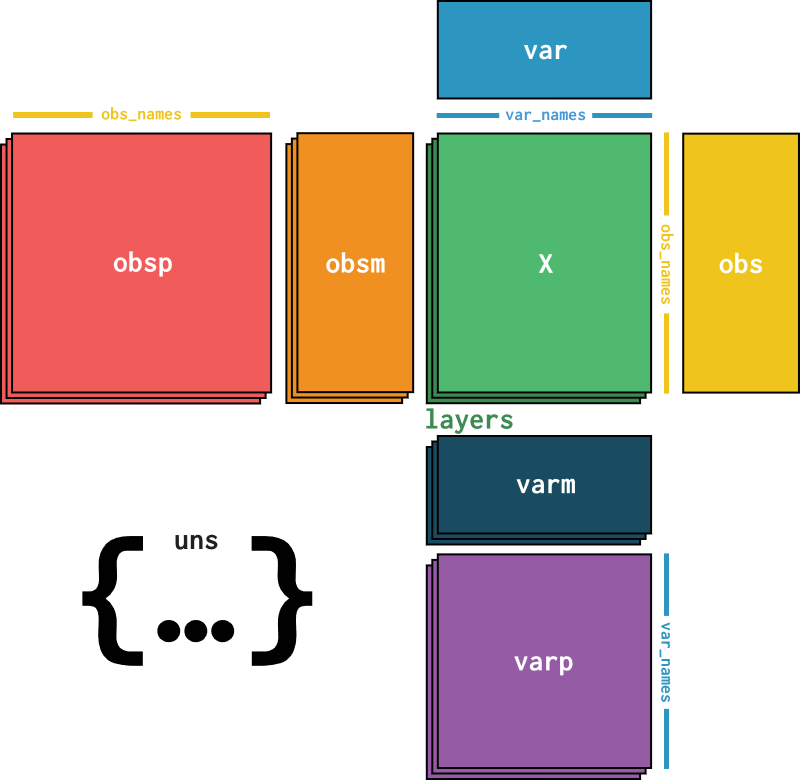 var
obs_names
var_names
obsp
obsm
X
obs_names
obs
layers
varm
uns
{...}
varp
var_names